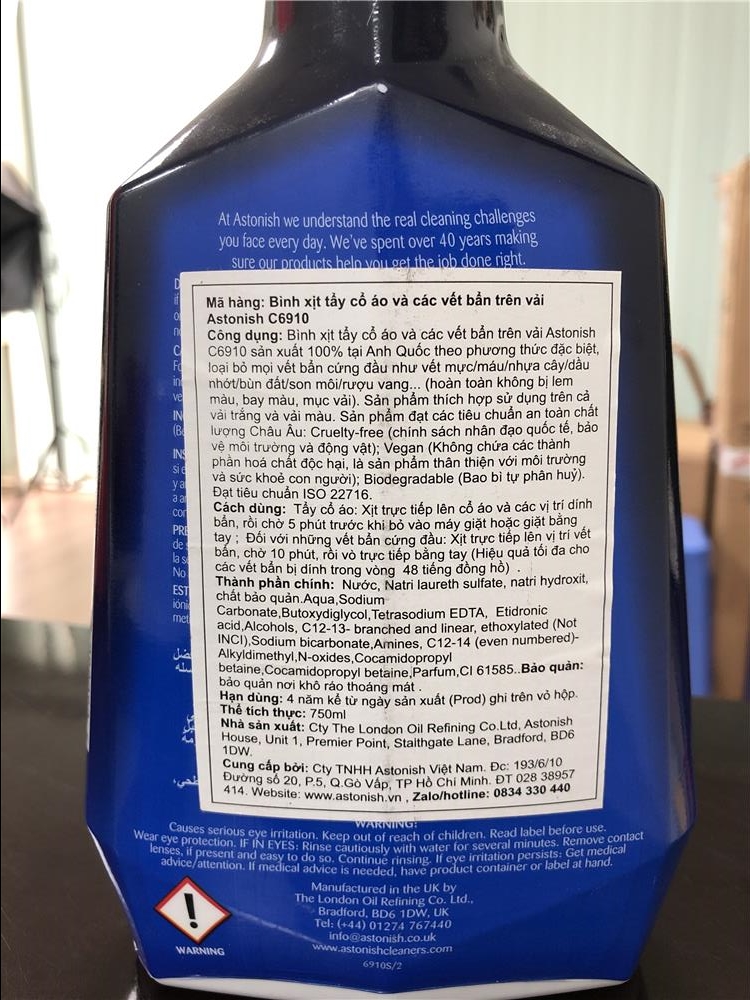 At Astonish we understand the real cleaning challenges
you face every day. We've spent over 40 years making
sure our products help you get the job done right.
Mã hàng: Bình xịt tẩy cổ áo và các vết bẩn trên vải
Astonish C6910
Công dụng: Bình xịt tẩy cổ áo và các vết bẩn trên vải Astonish
C6910 sản xuất 100% tại Anh Quốc theo phương thức đặc biệt,
loại bỏ mọi vết bẩn cứng đầu như vết mực/máu/nhựa cây/dầu
nhớt/bùn đất/son môi/rượu vang... (hoàn toàn không bị lem
màu, bay màu, mục vải). Sản phẩm thích hợp sử dụng trên cả
vải trắng và vải màu. Sản phẩm đạt các tiêu chuẩn an toàn chất
lượng Châu Âu: Cruelty-free (chính sách nhân đạo quốc tế, bảo
vệ môi trường và động vật); Vegan (Không chứa các thành
phần hoá chất độc hại, là sản phẩm thân thiện với môi trường
và sức khoẻ con người); Biodegradable (Bao bì tự phân huỷ).
Đạt tiêu chuẩn ISO 22716.
Cách dùng: Tẩy cổ áo: Xịt trực tiếp lên cổ áo và các vị trí dính
bẩn, rồi chờ 5 phút trước khi bỏ vào máy giặt hoặc giặt bằng
tay ; Đối với những vết bẩn cứng đầu: Xịt trực tiếp lên vị trí vết
bẩn, chờ 10 phút, rồi vò trực tiếp bằng tay (Hiệu quả tối đa cho
các vết bẩn bị dính trong vòng 48 tiếng đồng hồ) .
Thành phần chính: Nước, Natri laureth sulfate, natri hydroxit,
chất bảo quản.Aqua,Sodium
Carbonate,Butoxydiglycol,Tetrasodium EDTA, Etidronic
acid,Alcohols, C12-13- branched and linear, ethoxylated (Not
INCI),Sodium bicarbonate,Amines, C12-14 (even numbered)-
Alkyldimethyl,N-oxides,Cocamidopropyl
betaine,Cocamidopropyl betaine,Parfum,CI 61585..Bảo quản:
bảo quản nơi khô ráo thoáng mát .
Hạn dùng: 4 năm kể từ ngày sản xuất (Prod) ghi trên vỏ hộp.
Thể tích thực: 750ml
Nhà sản xuất: Cty The London Oil Refining Co.Ltd, Astonish
House, Unit 1, Premier Point, Staithgate Lane, Bradford, BD6
1DW.
Cung cấp bởi: Cty TNHH Astonish Việt Nam. Đc: 193/6/10
Đường số 20, P.5, Q.Gò Vấp, TP Hồ Chí Minh. ĐT 028 38957
414. Website: www.astonish.vn , Zalo/hotline: 0834 330 440
WARNING:
Causes serious eye irritation. Keep out of reach of children. Read label before use.
Wear eye protection. IF IN EYES: Rinse cautiously with water for several minutes. Remove contact
lenses, if present and easy to do so. Continue rinsing. If eye irritation persists: Get medical
advice/attention. If medical advice is needed, have product container or label at hand.
WARNING
Manufactured in the UK by
The London Oil Refining Co. Ltd.,
Bradford, BD6 1DW, UK
Tel: (+44) 01274 767440
info@astonish.co.uk
www.astonishcleaners.com
6910S/2